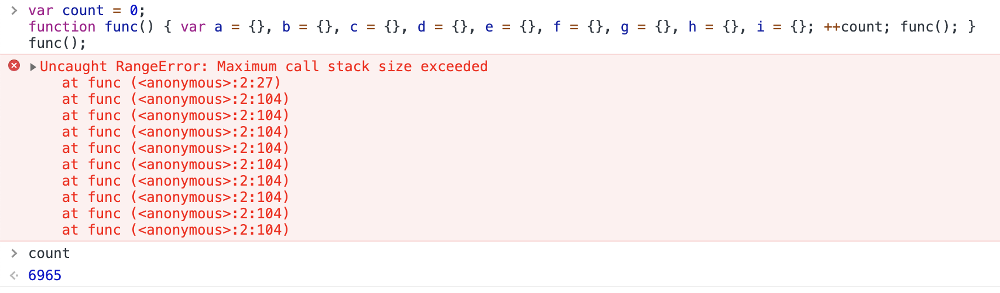 > var count = 0;
function func() { var a = {}, b = {}, c = {}, d = {}, e = {}, f = {}, g = {}, h = {}, i = {}; ++count; func(); }
func();
Uncaught RangeError: Maximum call stack size exceeded
at func (<anonymous>:2:27)
at func (<anonymous>:2:104)
at func (<anonymous>:2:104)
at func (<anonymous>:2:104)
at func (<anonymous>:2:104)
at func (<anonymous>:2:104)
at func (<anonymous>:2:104)
at func (<anonymous>:2:104)
at func (<anonymous>:2:104)
at func (<anonymous>:2:104)
> count
6965